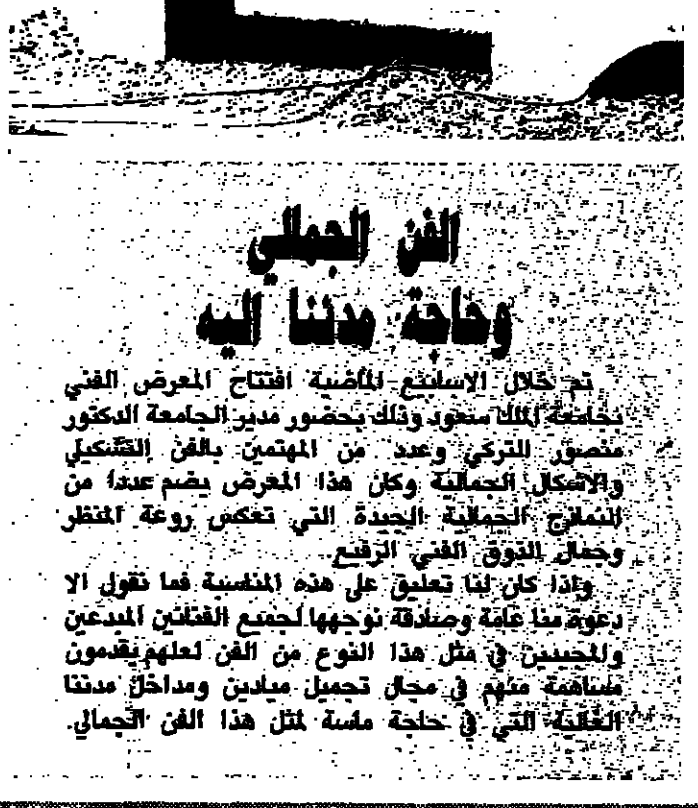 الفن الجمالي
وحاجة مدننا اليه
تم خلال الاسابيع الماضية افتتاح المعرض الفني
بجامعة الملك سعود وذلك بحضور مدير الجامعة الدكتور
منصور التركي وعدد من المهتمين بالفن التشكيلي
والاشكال الجمالية وكان هذا المعرض يضم عددا من
النماذج الجمالية الجيدة التي تعكس روعة المنظر
وجمال الذوق الفني الرفيع.
واذا كان لنا تعليق على هذه المناسبة فما نقول الا
دعوة منا عامة وصادقة نوجهها لجميع الفنانين المبدعين
والمجيدين في مثل هذا النوع من الفن لعلهم يقدمون
مساهمة منهم في مجال تجميل ميادين ومداخل مدننا
الغالية التي في حاجة ماسة لمثل هذا الفن الجمالي.